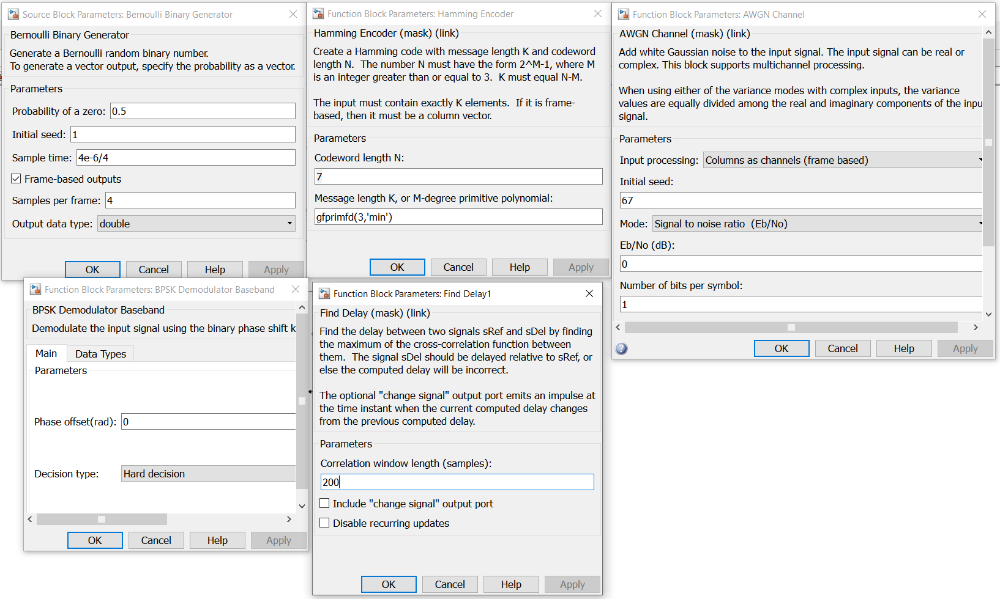 Source Block Parameters: Bernoulli Binary Generator
Bernoulli Binary Generator
Generate a Bernoulli random binary number.
To generate a vector output, specify the probability as a vector.
Parameters
Probability of a zero: 0.5
Initial seed: 1
Sample time: 4e-6/4
Frame-based outputs
Samples per frame: 4
Output data type: double
OK Cancel Help Apply
Function Block Parameters: Hamming Encoder
Hamming Encoder (mask) (link)
Create a Hamming code with message length K and codeword
length N.  The number N must have the form 2^M-1, where M
is an integer greater than or equal to 3.  K must equal N-M.
The input must contain exactly K elements.  If it is frame-
based, then it must be a column vector.
Parameters
Codeword length N:
7
Message length K, or M-degree primitive polynomial:
gfprimfd(3,'min')
OK Cancel Help Apply
Function Block Parameters: AWGN Channel
AWGN Channel (mask) (link)
Add white Gaussian noise to the input signal. The input signal can be real or
complex. This block supports multichannel processing.
When using either of the variance modes with complex inputs, the variance
values are equally divided among the real and imaginary components of the inpu
signal.
Parameters
Input processing: Columns as channels (frame based)
Initial seed:
67
Mode: Signal to noise ratio  (Eb/No)
Eb/No (dB):
0
Number of bits per symbol:
1
OK Cancel Help Apply
Function Block Parameters: BPSK Demodulator Baseband
BPSK Demodulator Baseband
Demodulate the input signal using the binary phase shift k
Main Data Types
Parameters
Phase offset(rad): 0
Decision type: Hard decision
OK Cancel Help Apply
Function Block Parameters: Find Delay1
Find Delay (mask) (link)
Find the delay between two signals sRef and sDel by finding
the maximum of the cross-correlation function between
them.  The signal sDel should be delayed relative to sRef, or
else the computed delay will be incorrect.
The optional "change signal" output port emits an impulse at
the time instant when the current computed delay changes
from the previous computed delay.
Parameters
Correlation window length (samples):
200
Include "change signal" output port
Disable recurring updates
OK Cancel Help Apply